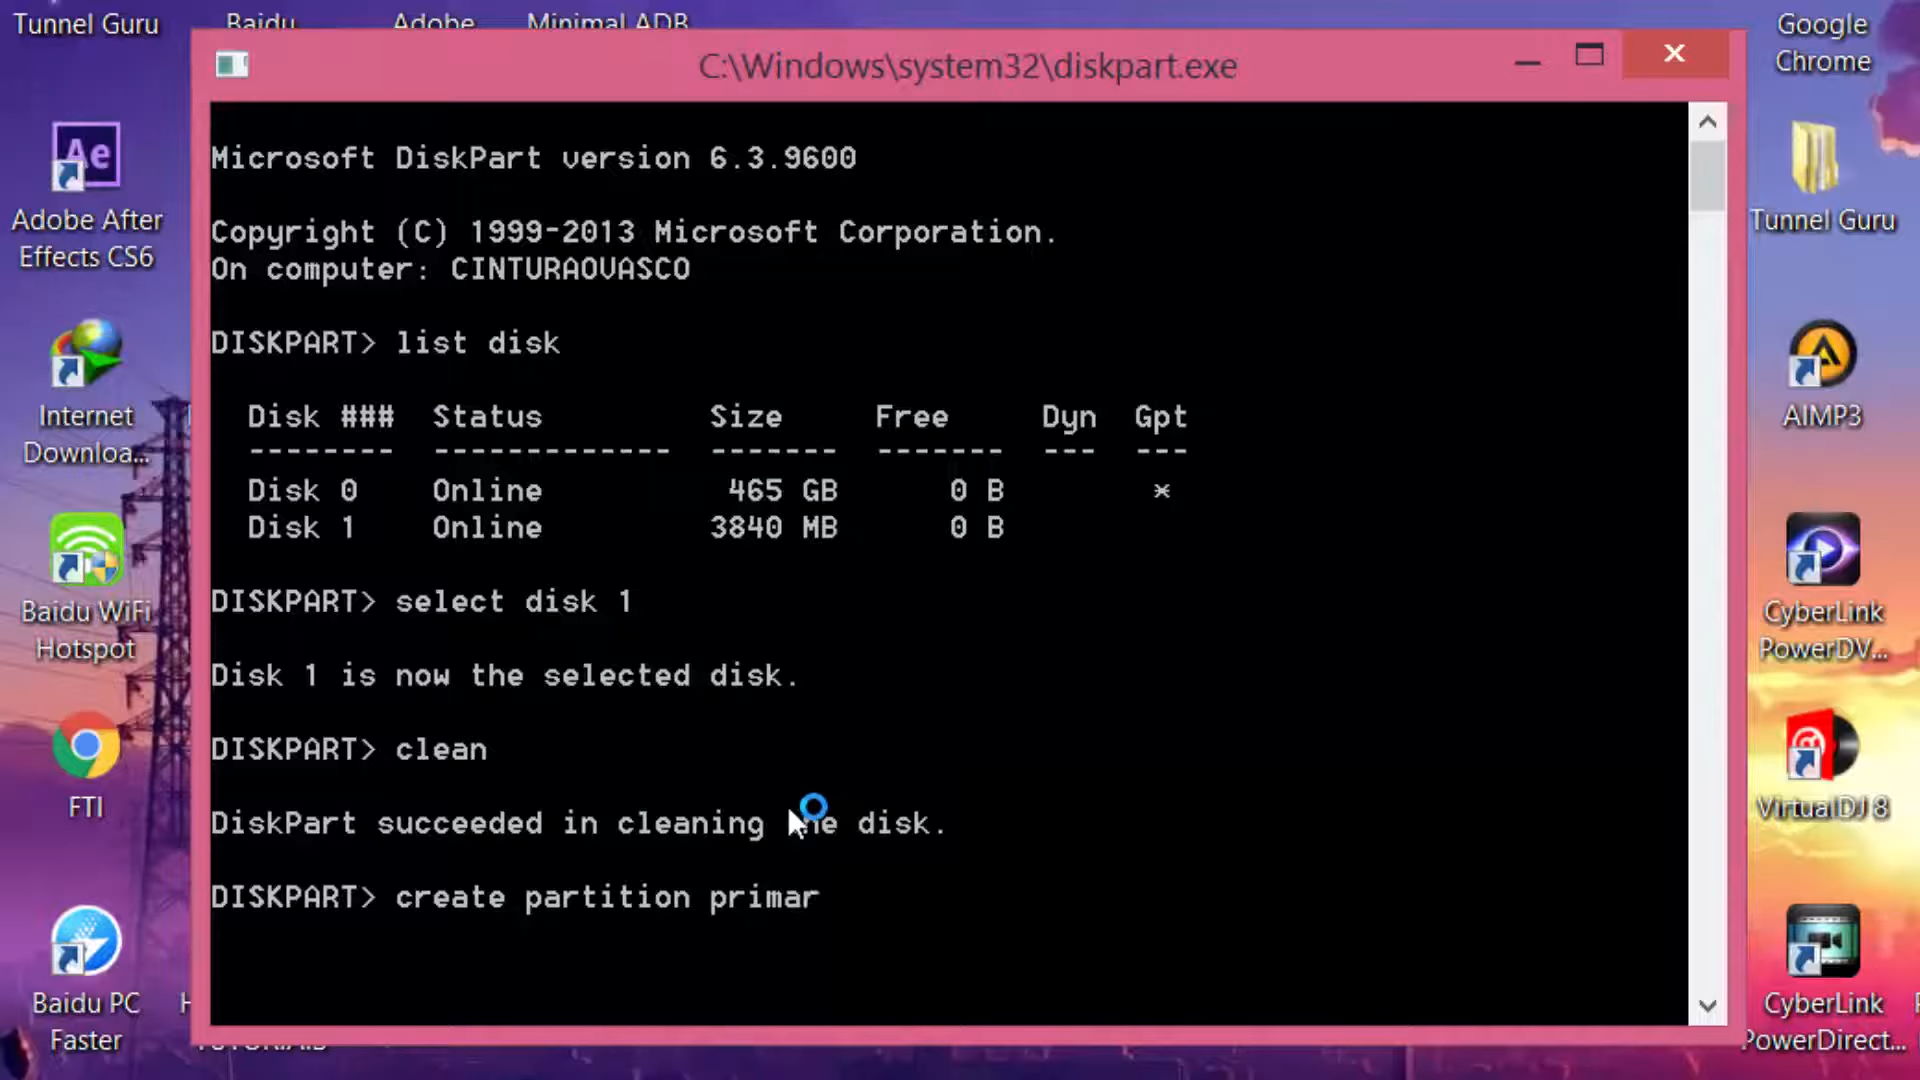 Tunnel Guru
Baidu
Adobe
Minimal ADB
Google
Chrome
C:\Windows\system32\diskpart.exe
Microsoft DiskPart version 6.3.9600
Copyright (C) 1999-2013 Microsoft Corporation.
On computer: CINTURAOVASCO
DISKPART> list disk
Disk ### Status Size Free Dyn Gpt
-------- ------------- ------- ------- --- ---
Disk 0 Online 465 GB 0 B *
Disk 1 Online 3840 MB 0 B
DISKPART> select disk 1
Disk 1 is now the selected disk.
DISKPART> clean
DiskPart succeeded in cleaning the disk.
DISKPART> create partition primar
Ae
Adobe After
Effects CS6
Internet
Downloa...
Baidu WiFi
Hotspot
FTI
Baidu PC
Faster
Tunnel Guru
AIMP3
CyberLink
PowerDV...
VirtualDJ 8
CyberLink
PowerDirect...